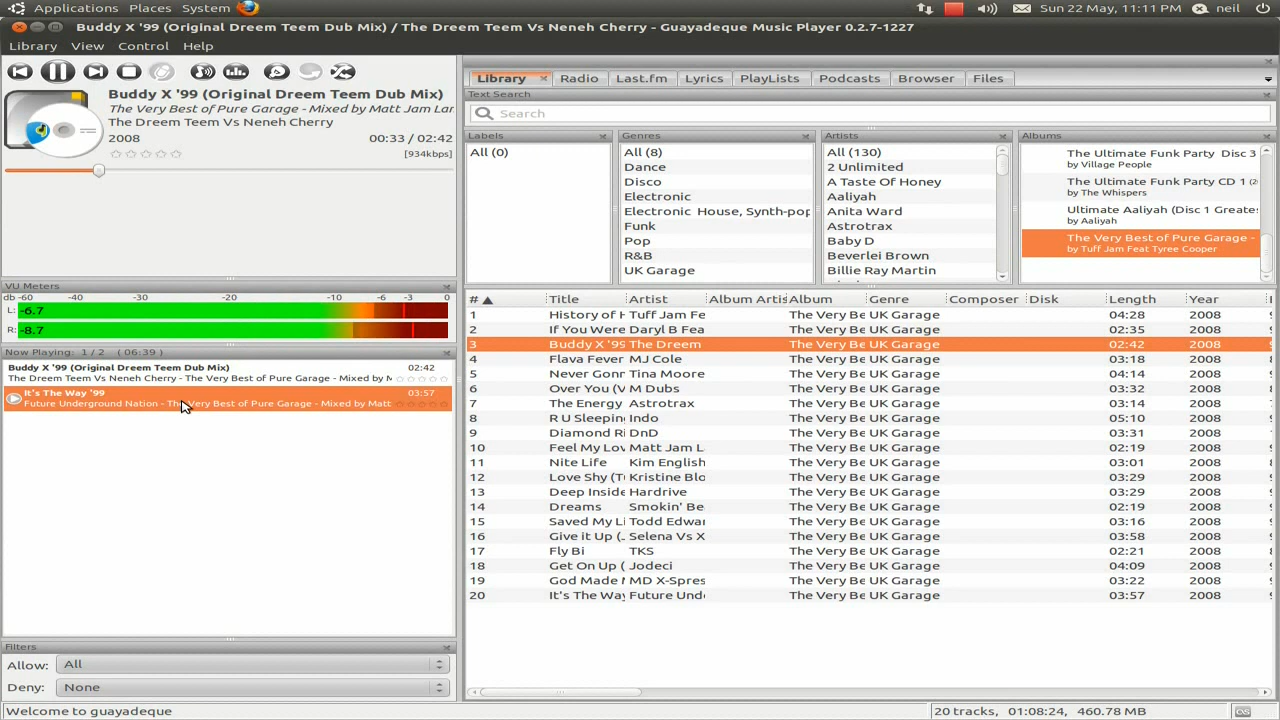 Applications Places System
Sun 22 May, 11:11 PM neil
Buddy X '99 (Original Dreem Teem Dub Mix) / The Dreem Teem Vs Neneh Cherry - Guayadeque Music Player 0.2.7-1227
Library View Control Help
Buddy X '99 (Original Dreem Teem Dub Mix)
The Very Best of Pure Garage - Mixed by Matt Jam Lar
The Dreem Teem Vs Neneh Cherry
2008 00:33 / 02:42
[934kbps]
VU Meters
db -60 -40 -30 -20 -10 -6 -3 0
L: -6.7
R: -8.7
Now Playing: 1 / 2 ( 06:39 )
Buddy X '99 (Original Dreem Teem Dub Mix) 02:42
The Dreem Teem Vs Neneh Cherry - The Very Best of Pure Garage - Mixed by M
It's The Way '99 03:57
Future Underground Nation - The Very Best of Pure Garage - Mixed by Matt
Filters
Allow: All
Deny: None
Welcome to guayadeque
Library Radio Last.fm Lyrics PlayLists Podcasts Browser Files
Text Search
Search
Labels
All (0)
Genres
All (8)
Dance
Disco
Electronic
Electronic House, Synth-pop
Funk
Pop
R&B
UK Garage
Artists
All (130)
2 Unlimited
A Taste Of Honey
Aaliyah
Anita Ward
Astrotrax
Baby D
Beverlei Brown
Billie Ray Martin
Albums
The Ultimate Funk Party Disc 3
by Village People
The Ultimate Funk Party CD 1 (2
by The Whispers
Ultimate Aaliyah (Disc 1 Greate
by Aaliyah
The Very Best of Pure Garage -
by Tuff Jam Feat Tyree Cooper
# Title Artist Album Artis Album Genre Composer Disk Length Year
1 History of H Tuff Jam Fe The Very Be UK Garage 04:28 2008
2 If You Were Daryl B Fea The Very Be UK Garage 02:35 2008
3 Buddy X '99 The Dreem The Very Be UK Garage 02:42 2008
4 Flava Fever MJ Cole The Very Be UK Garage 03:18 2008
5 Never Gonn Tina Moore The Very Be UK Garage 03:14 2008
6 Over You (V M Dubs The Very Be UK Garage 03:32 2008
7 The Energy Astrotrax The Very Be UK Garage 03:14 2008
8 R U Sleepin Indo The Very Be UK Garage 05:10 2008
9 Diamond Ri DnD The Very Be UK Garage 03:31 2008
10 Feel My Lov Matt Jam L The Very Be UK Garage 02:19 2008
11 Nite Life Kim English The Very Be UK Garage 03:01 2008
12 Love Shy (T Kristine Blo The Very Be UK Garage 03:29 2008
13 Deep Inside Hardrive The Very Be UK Garage 03:29 2008
14 Dreams Smokin' Be The Very Be UK Garage 02:19 2008
15 Saved My Li Todd Edwar The Very Be UK Garage 03:16 2008
16 Give it Up (. Selena Vs X The Very Be UK Garage 03:58 2008
17 Fly Bi TKS The Very Be UK Garage 02:21 2008
18 Get On Up ( Jodeci The Very Be UK Garage 04:09 2008
19 God Made M MD X-Spres The Very Be UK Garage 03:22 2008
20 It's The Way Future Und The Very Be UK Garage 03:57 2008
20 tracks, 01:08:24, 460.78 MB